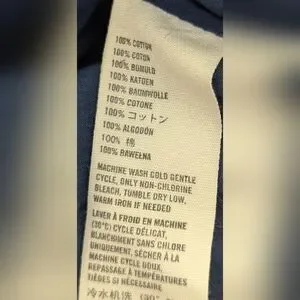 100% COTTON
100% COTON
100% BOMULD
100% KATOEN
100% BAUMWOLLE
100% COTONE
100% コットン
100% ALGODÓN
100% 棉
100% BAWEŁNA
MACHINE WASH COLD GENTLE
CYCLE, ONLY NON-CHLORINE
BLEACH, TUMBLE DRY LOW,
WARM IRON IF NEEDED
LAVER À FROID EN MACHINE
(30°C) CYCLE DÉLICAT,
BLANCHIMENT SANS CHLORE
UNIQUEMENT, SÉCHER À LA
MACHINE CYCLE DOUX,
REPASSAGE À TEMPÉRATURES
TIÈDES SI NÉCESSAIRE
冷水机洗 (30°